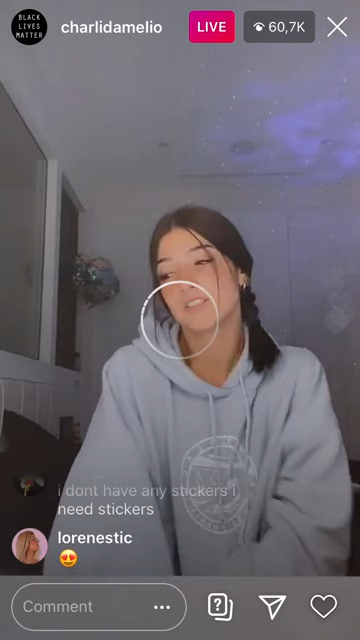 BLACK
LIVES
MATTER
charlidamelio
LIVE
60,7K
i dont have any stickers i
need stickers
lorenestic
Comment